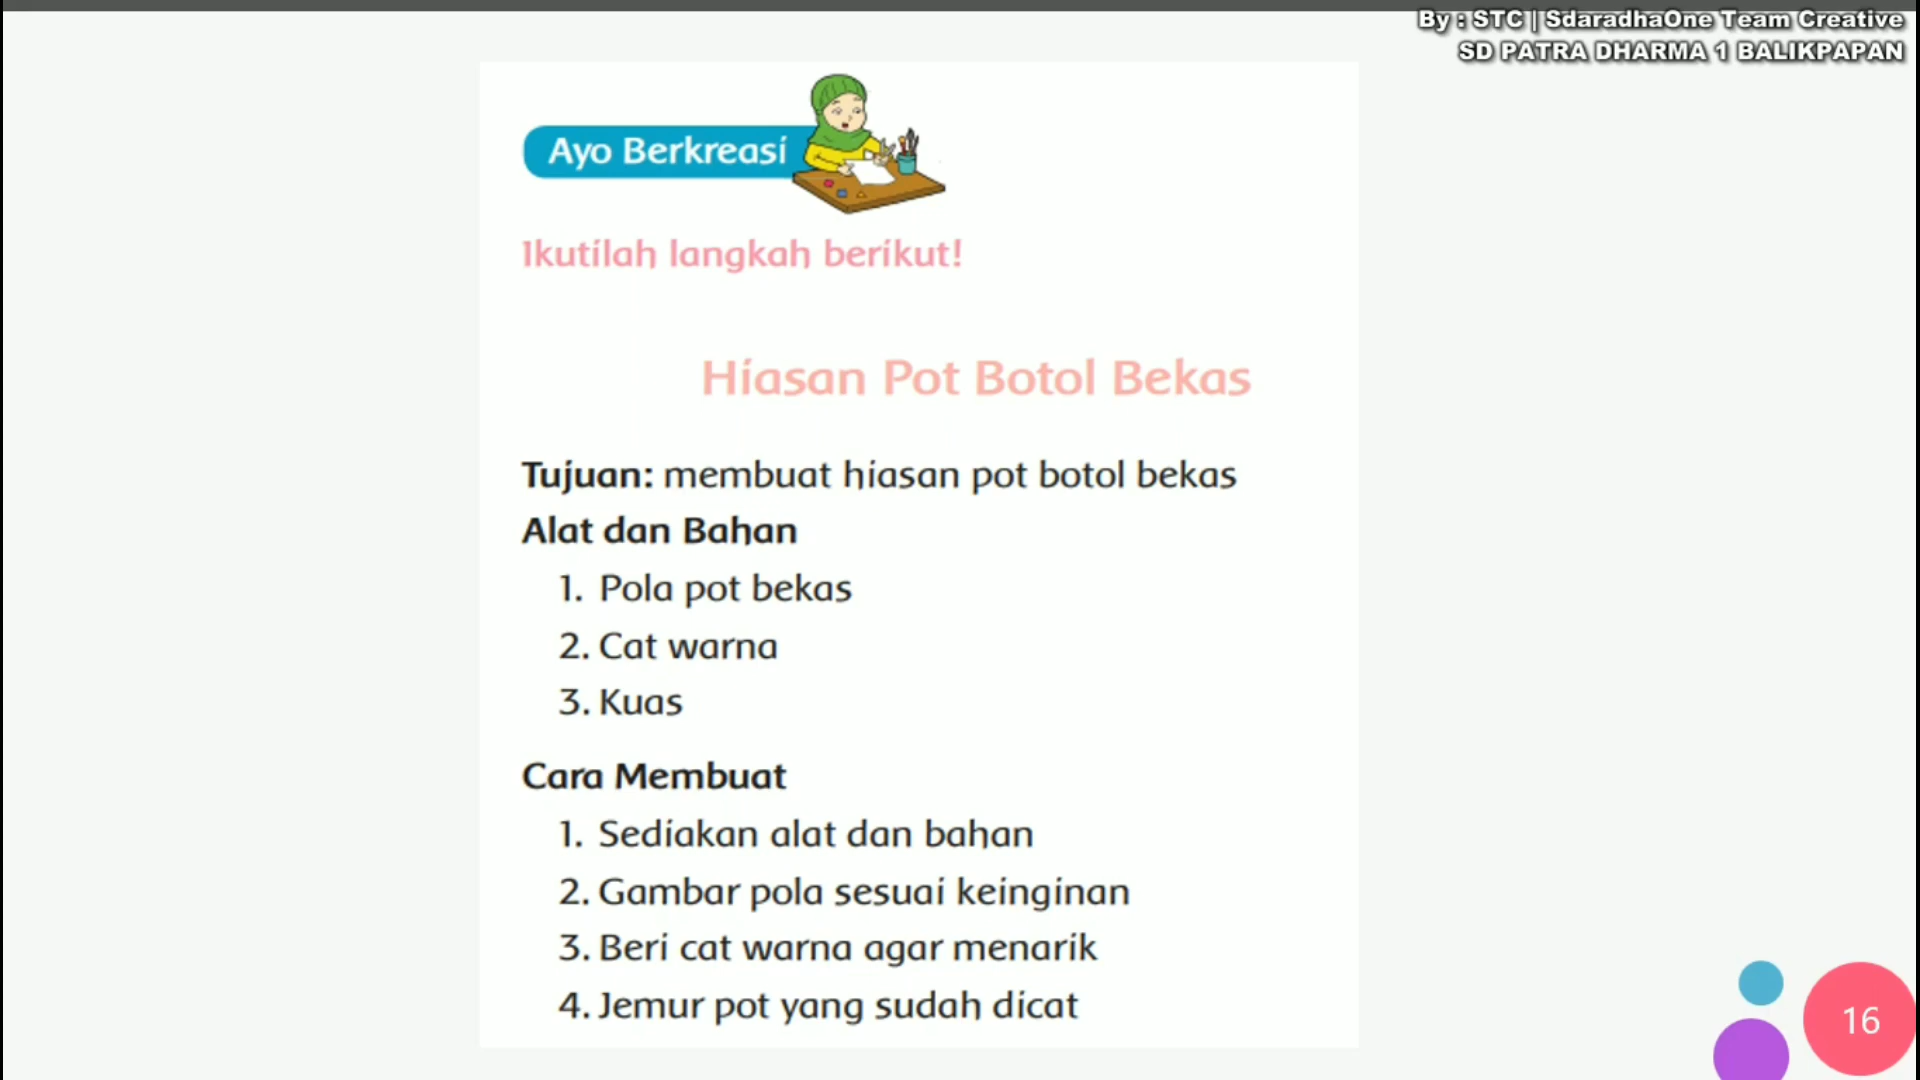 By : STC | SdaradhaOne Team Creative
SD PATRA DHARMA 1 BALIKPAPAN
Ayo Berkreasi
Ikutilah langkah berikut!
Hiasan Pot Botol Bekas
Tujuan: membuat hiasan pot botol bekas
Alat dan Bahan
1. Pola pot bekas
2. Cat warna
3. Kuas
Cara Membuat
1. Sediakan alat dan bahan
2. Gambar pola sesuai keinginan
3. Beri cat warna agar menarik
4. Jemur pot yang sudah dicat
16